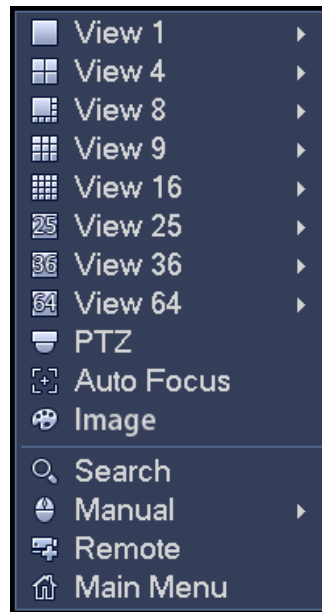 View 1
View 4
View 8
View 9
View 16
25 View 25
36 View 36
64 View 64
PTZ
Auto Focus
Image
Search
Manual
Remote
Main Menu